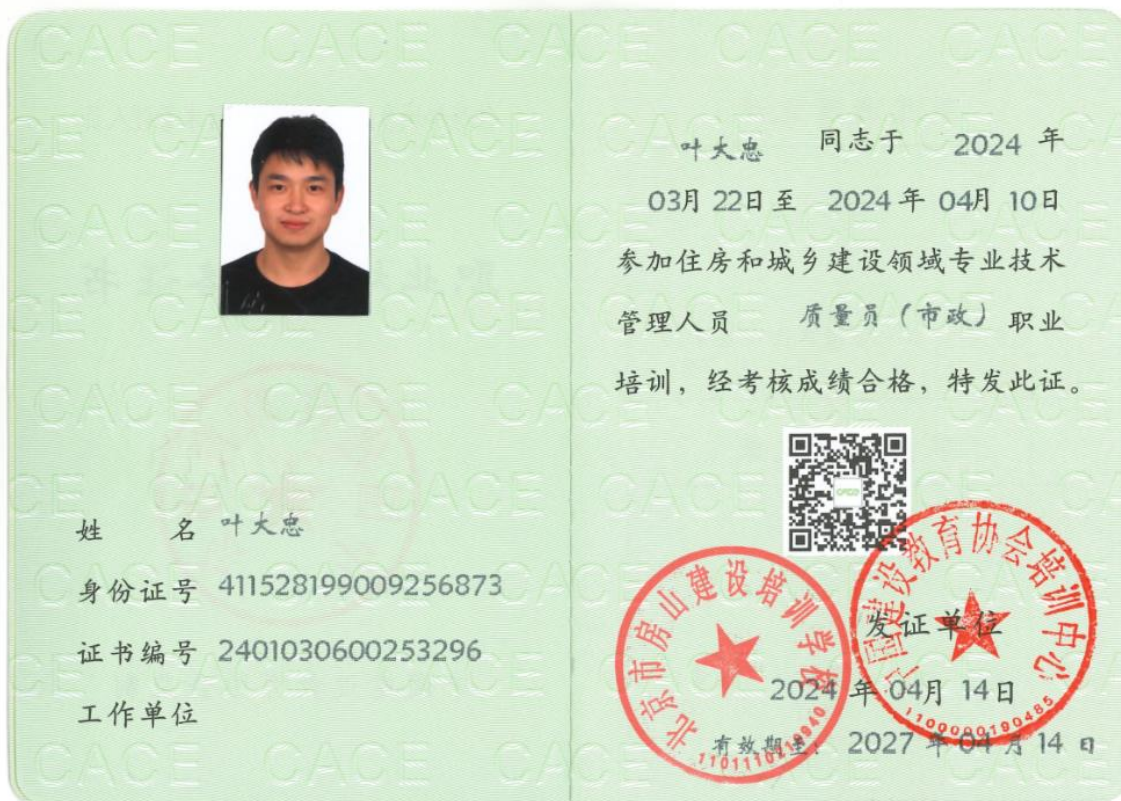 姓 名 叶大忠
身份证号 411528199009256873
证书编号 2401030600253296
工作单位
叶大忠 同志于 2024 年
03月 22日 至 2024 年 04月 10日
参加住房和城乡建设领域专业技术
管理人员 质量员（市政） 职业
培训，经考核成绩合格，特发此证。
CACE
北京市房山建设培训学校
1101110219940
中国建设教育协会培训中心
1100000190485
发证单位
2024 年 04月 14日
有效期至： 2027 年 04 月 14 日